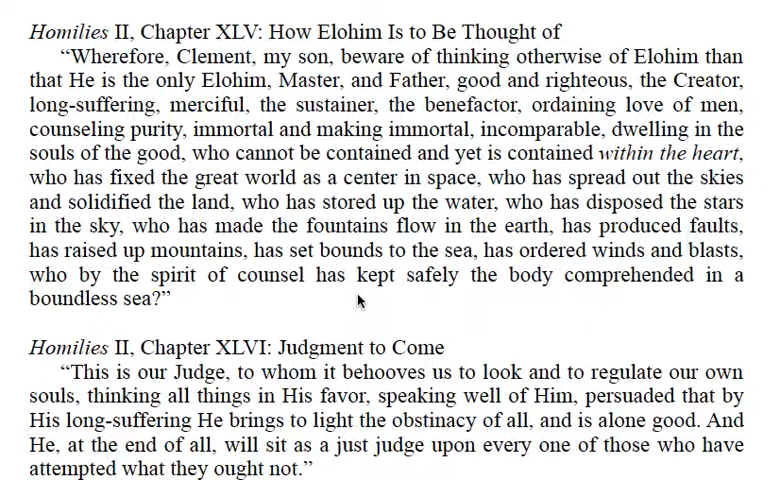 Homilies II, Chapter XLV: How Elohim Is to Be Thought of
“Wherefore, Clement, my son, beware of thinking otherwise of Elohim than
that He is the only Elohim, Master, and Father, good and righteous, the Creator,
long-suffering, merciful, the sustainer, the benefactor, ordaining love of men,
counseling purity, immortal and making immortal, incomparable, dwelling in the
souls of the good, who cannot be contained and yet is contained within the heart,
who has fixed the great world as a center in space, who has spread out the skies
and solidified the land, who has stored up the water, who has disposed the stars
in the sky, who has made the fountains flow in the earth, has produced faults,
has raised up mountains, has set bounds to the sea, has ordered winds and blasts,
who by the spirit of counsel has kept safely the body comprehended in a
boundless sea?”
Homilies II, Chapter XLVI: Judgment to Come
“This is our Judge, to whom it behooves us to look and to regulate our own
souls, thinking all things in His favor, speaking well of Him, persuaded that by
His long-suffering He brings to light the obstinacy of all, and is alone good. And
He, at the end of all, will sit as a just judge upon every one of those who have
attempted what they ought not.”